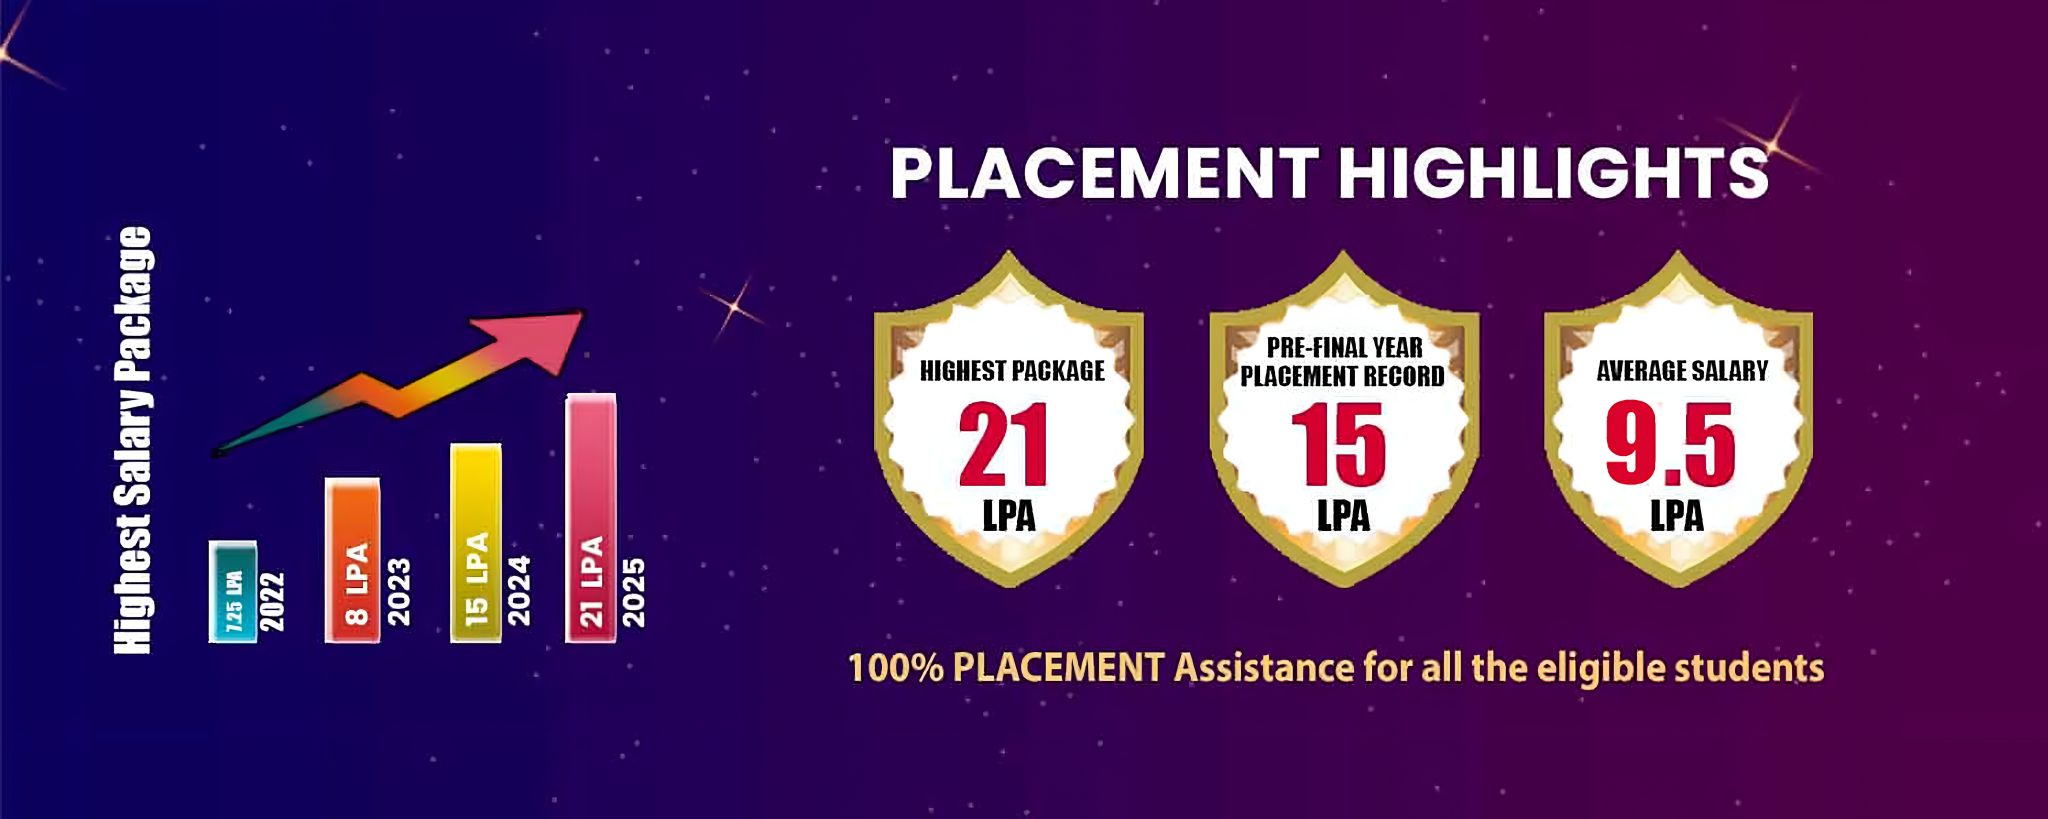 Highest Salary Package
7.25 LPA
2022
8 LPA
2023
15 LPA
2024
21 LPA
2025
PLACEMENT HIGHLIGHTS
HIGHEST PACKAGE
21
LPA
PRE-FINAL YEAR
PLACEMENT RECORD
15
LPA
AVERAGE SALARY
9.5
LPA
100% PLACEMENT Assistance for all the eligible students